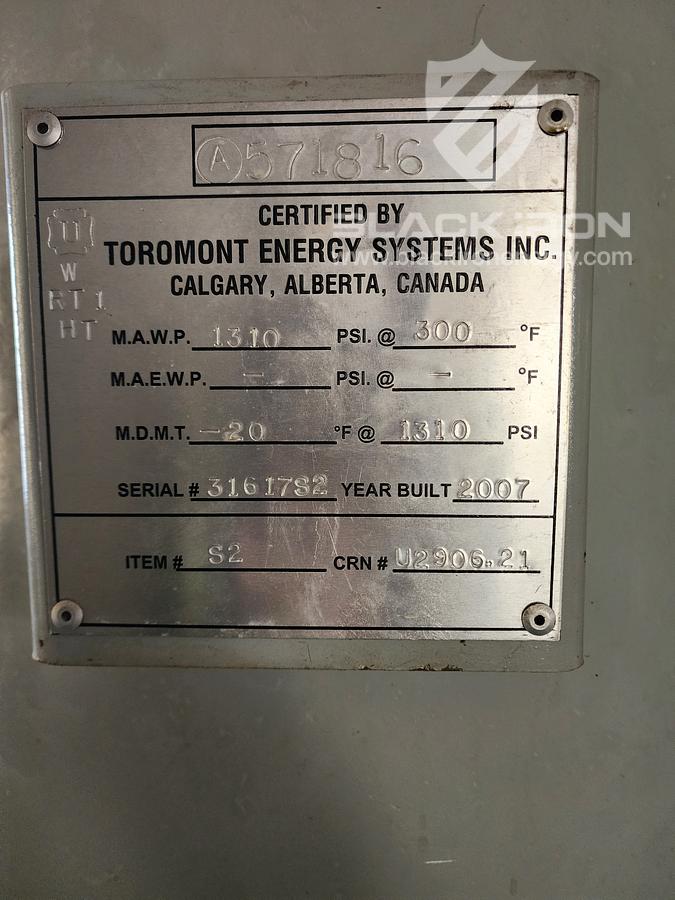 Ⓐ571816
U
W
RT 1
HT
CERTIFIED BY
TOROMONT ENERGY SYSTEMS INC.
CALGARY, ALBERTA, CANADA
M.A.W.P. 1310 PSI. @ 300 °F
M.A.E.W.P. - PSI. @ - °F.
M.D.M.T. -20 °F @ 1310 PSI
SERIAL # 31617S2 YEAR BUILT 2007
ITEM # S2 CRN # U2906.21
BLACK IRON